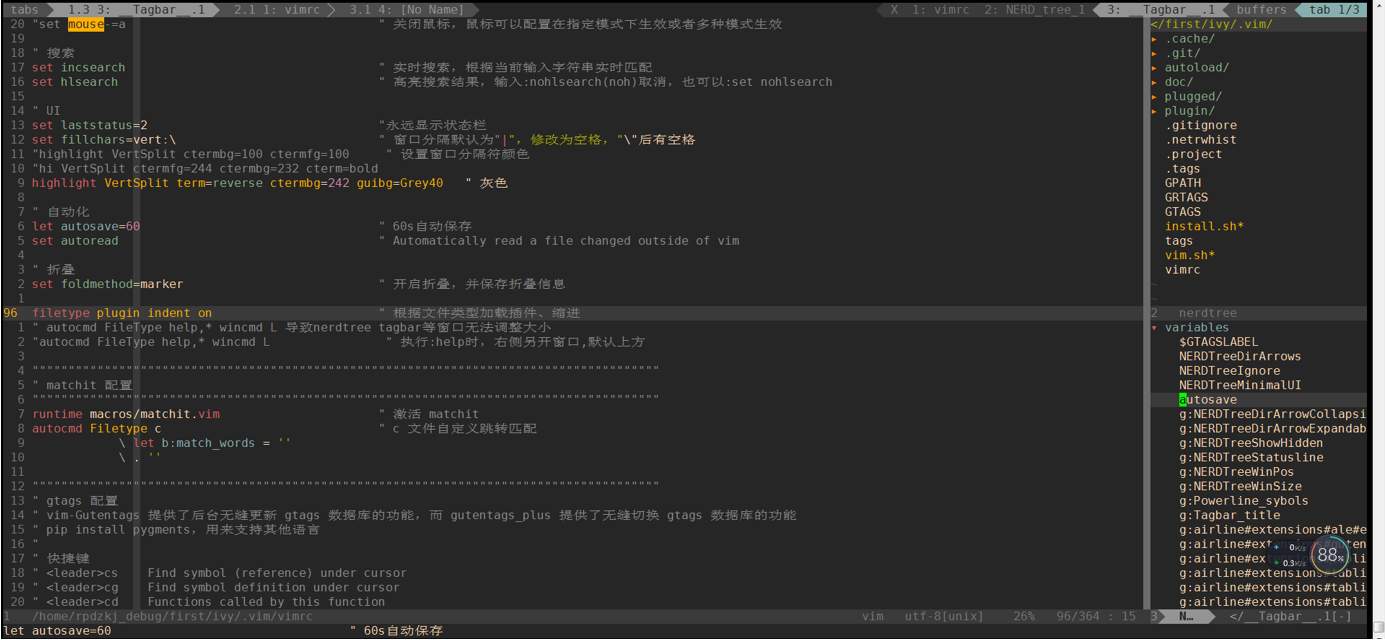 tabs 1.3 3: __Tagbar__.1 2.1 1: vimrc 3.1 4: [No Name] X 1: vimrc 2: NERD_tree_1 3: __Tagbar__.1 buffers tab 1/3
20 "set mouse-=a " 关闭鼠标，鼠标可以配置在指定模式下生效或者多种模式生效
19
18 " 搜索
17 set incsearch " 实时搜索，根据当前输入字符串实时匹配
16 set hlsearch " 高亮搜索结果，输入:nohlsearch(noh)取消，也可以:set nohlsearch
15
14 " UI
13 set laststatus=2 "永远显示状态栏
12 set fillchars=vert:\ " 窗口分隔默认为"|"，修改为空格，"\"后有空格
11 "highlight VertSplit ctermbg=100 ctermfg=100 " 设置窗口分隔符颜色
10 "hi VertSplit ctermfg=244 ctermbg=232 cterm=bold
9 highlight VertSplit term=reverse ctermbg=242 guibg=Grey40 " 灰色
8
7 " 自动化
6 let autosave=60 " 60s自动保存
5 set autoread " Automatically read a file changed outside of vim
4
3 " 折叠
2 set foldmethod=marker " 开启折叠，并保存折叠信息
1
96 filetype plugin indent on " 根据文件类型加载插件、缩进
1 " autocmd FileType help,* wincmd L 导致nerdtree tagbar等窗口无法调整大小
2 "autocmd FileType help,* wincmd L " 执行:help时，右侧另开窗口,默认上方
3
4 """""""""""""""""""""""""""""""""""""""""""""""""""""""""""""""""""""""""""""""""""""""
5 " matchit 配置
6 """""""""""""""""""""""""""""""""""""""""""""""""""""""""""""""""""""""""""""""""""""""
7 runtime macros/matchit.vim " 激活 matchit
8 autocmd Filetype c " c 文件自定义跳转匹配
9 \ let b:match_words = ''
10 \ . ''
11
12 """""""""""""""""""""""""""""""""""""""""""""""""""""""""""""""""""""""""""""""""""""""
13 " gtags 配置
14 " vim-Gutentags 提供了后台无缝更新 gtags 数据库的功能，而 gutentags_plus 提供了无缝切换 gtags 数据库的功能
15 " pip install pygments，用来支持其他语言
16 "
17 " 快捷键
18 " <leader>cs Find symbol (reference) under cursor
19 " <leader>cg Find symbol definition under cursor
20 " <leader>cd Functions called by this function
1 /home/rpdzkj_debug/first/ivy/.vim/vimrc vim utf-8[unix] 26% 96/364 : 15
let autosave=60 " 60s自动保存
</first/ivy/.vim/
▸ .cache/
▸ .git/
▸ autoload/
▸ doc/
▸ plugged/
▸ plugin/
.gitignore
.netrwhist
.project
.tags
GPATH
GRTAGS
GTAGS
install.sh*
tags
vim.sh*
vimrc
2 nerdtree
▾ variables
$GTAGSLABEL
NERDTreeDirArrows
NERDTreeIgnore
NERDTreeMinimalUI
autosave
g:NERDTreeDirArrowCollapsi
g:NERDTreeDirArrowExpandab
g:NERDTreeShowHidden
g:NERDTreeStatusline
g:NERDTreeWinPos
g:NERDTreeWinSize
g:Powerline_sybols
g:Tagbar_title
g:airline#extensions#ale#e
g:airline#ext
g:airline#ext
g:airline#extensions#tabli
g:airline#extensions#tabli
g:airline#extensions#tabli
3 N… </__Tagbar__.1[-]
0K/s
0.3K/s
88%